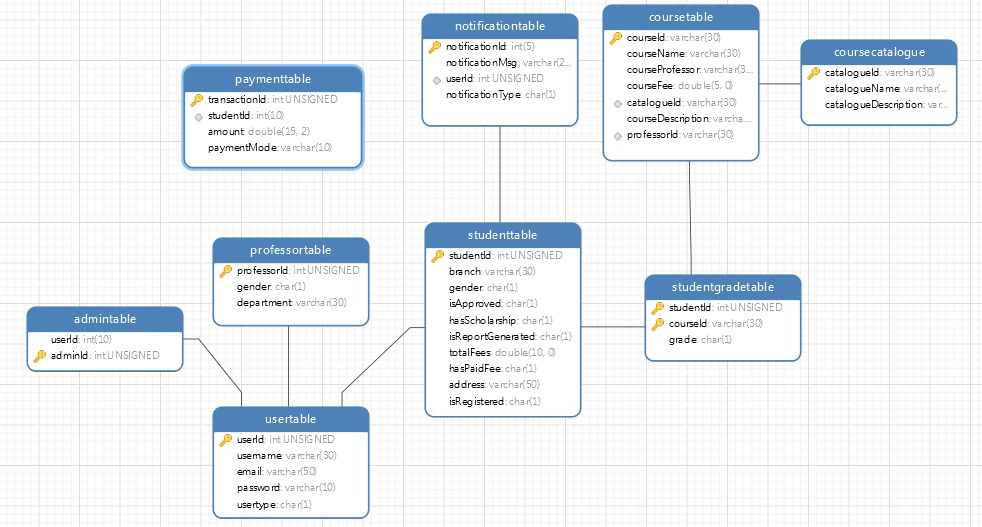 notificationtable
notificationId: int(5)
notificationMsg: varchar(2...
userId: int UNSIGNED
notificationType: char(1)
coursetable
courseId: varchar(30)
courseName: varchar(30)
courseProfessor: varchar(3...
courseFee: double(5, 0)
catalogueId: varchar(30)
courseDescription: varcha...
professorId: varchar(30)
coursecatalogue
catalogueId: varchar(30)
catalogueName: varchar(...
catalogueDescription: var...
paymenttable
transactionId: int UNSIGNED
studentId: int(10)
amount: double(15, 2)
paymentMode: varchar(10)
professortable
professorId: int UNSIGNED
gender: char(1)
department: varchar(30)
studenttable
studentId: int UNSIGNED
branch: varchar(30)
gender: char(1)
isApproved: char(1)
hasScholarship: char(1)
isReportGenerated: char(1)
totalFees: double(10, 0)
hasPaidFee: char(1)
address: varchar(50)
isRegistered: char(1)
studentgradetable
studentId: int UNSIGNED
courseId: varchar(30)
grade: char(1)
admintable
userId: int(10)
adminId: int UNSIGNED
usertable
userId: int UNSIGNED
username: varchar(30)
email: varchar(50)
password: varchar(10)
usertype: char(1)